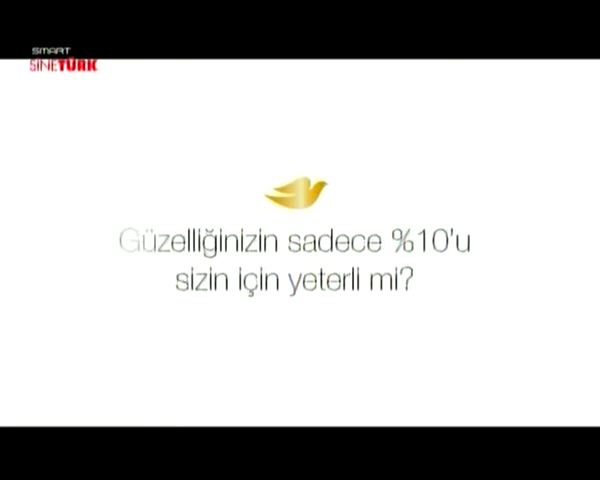 SMART
SİNETÜRK
Güzelliğinizin sadece %10'u
sizin için yeterli mi?